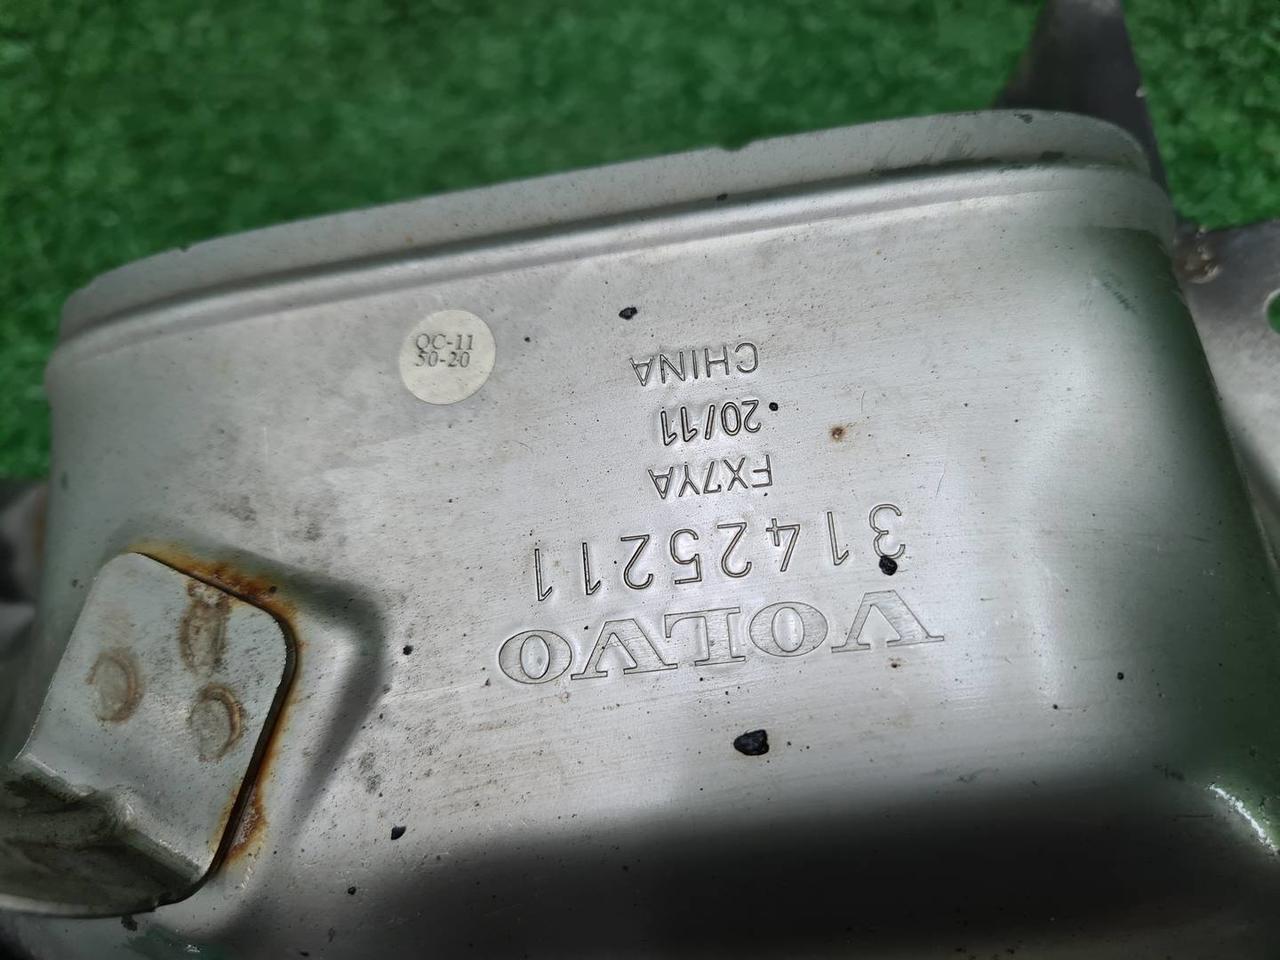 VOLVO
31425211
FX7YA
20/11
CHINA
QC-11
50-20